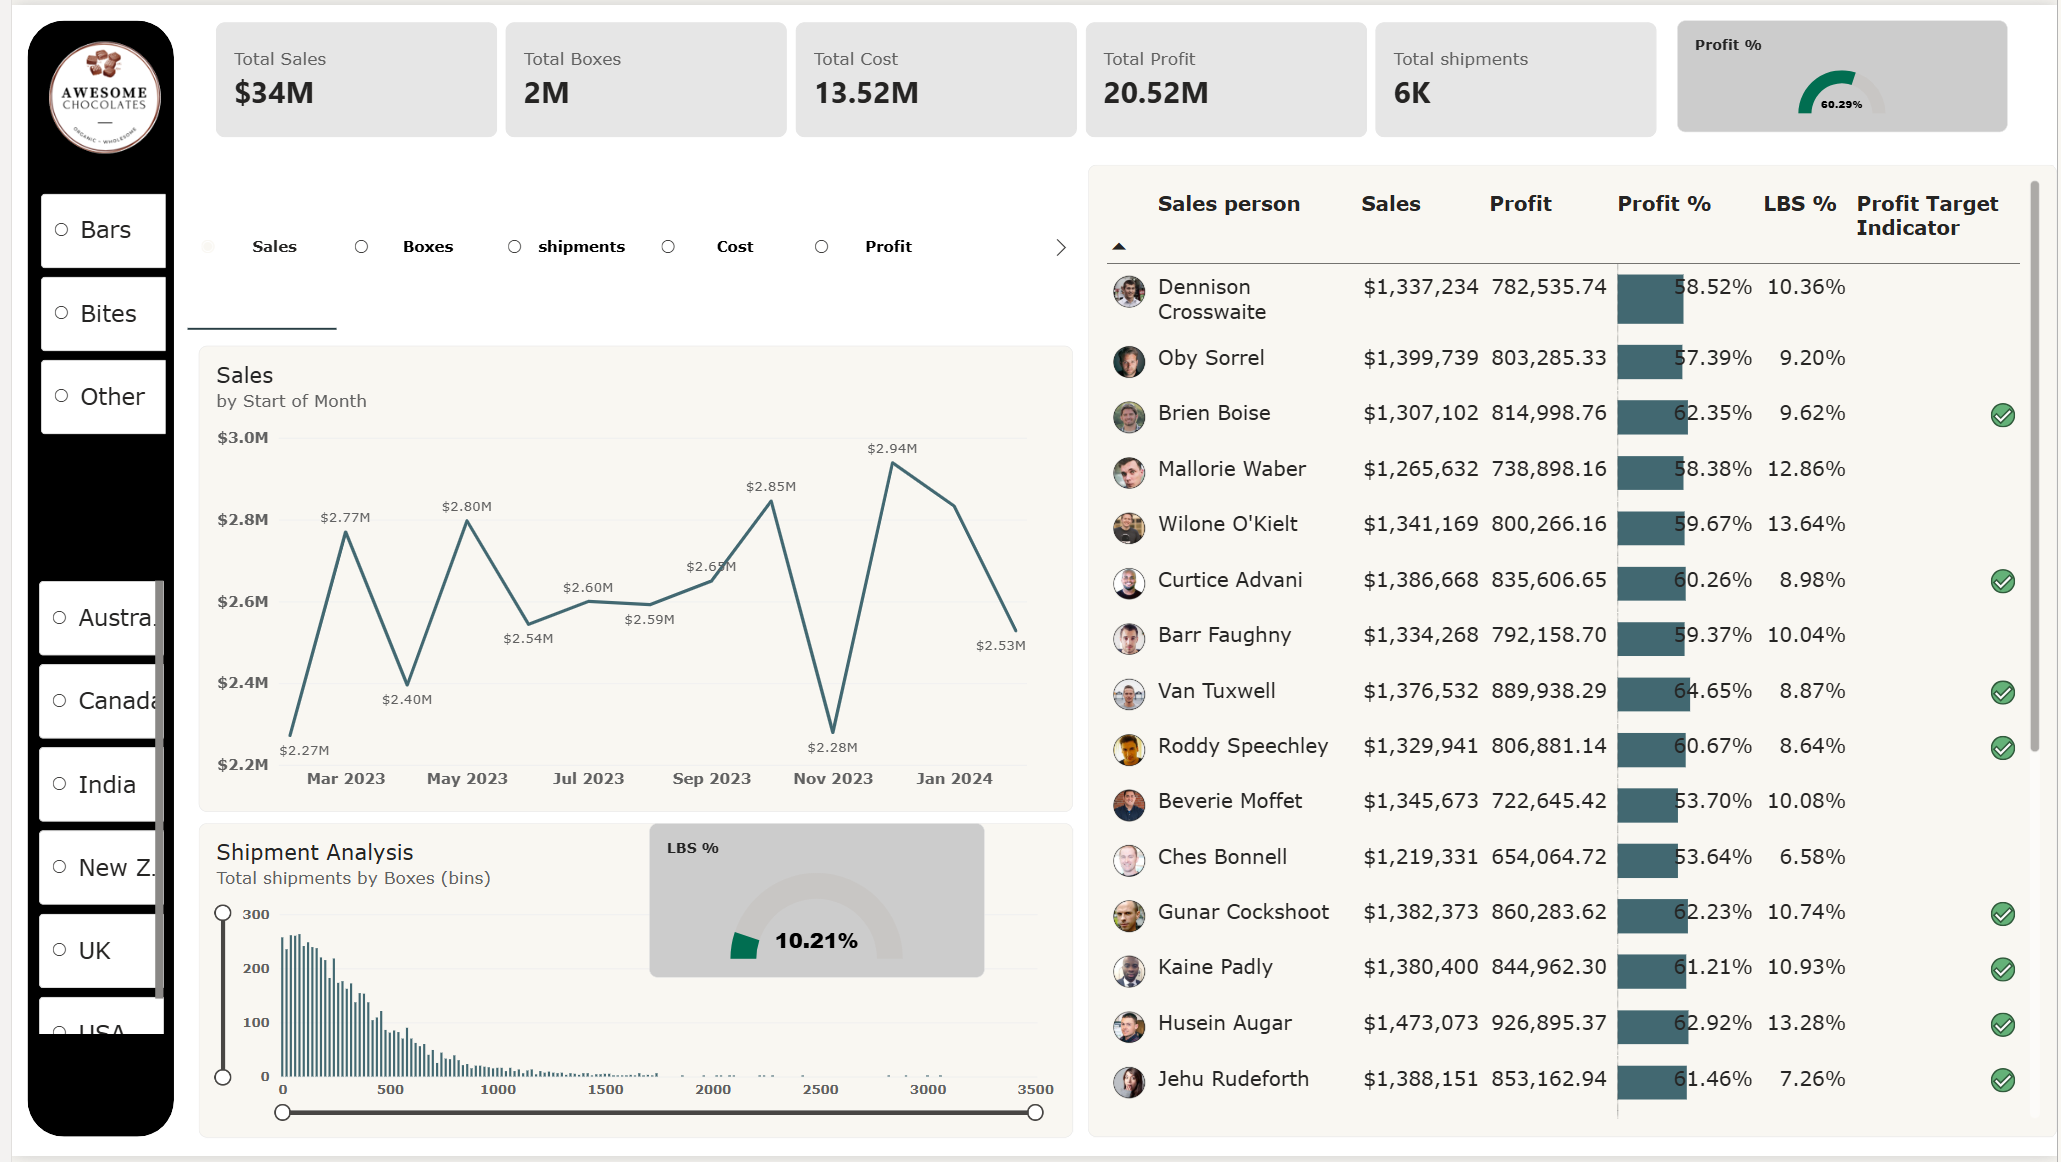 AWESOME
CHOCOLATES
ORGANIC • WHOLESOME
Bars
Bites
Other
Austra.
Canada
India
New Z.
UK
USA
Total Sales
$34M
Total Boxes
2M
Total Cost
13.52M
Total Profit
20.52M
Total shipments
6K
Profit %
60.29%
Sales
Boxes
shipments
Cost
Profit
Sales
by Start of Month
$3.0M
$2.8M
$2.6M
$2.4M
$2.2M
$2.27M
$2.77M
$2.40M
$2.80M
$2.54M
$2.60M
$2.59M
$2.65M
$2.85M
$2.28M
$2.94M
$2.53M
Mar 2023
May 2023
Jul 2023
Sep 2023
Nov 2023
Jan 2024
Shipment Analysis
Total shipments by Boxes (bins)
300
200
100
0
0
500
1000
1500
2000
2500
3000
3500
LBS %
10.21%
Sales person Sales Profit Profit % LBS % Profit Target
Indicator
Dennison $1,337,234 782,535.74 58.52% 10.36%
Crosswaite
Oby Sorrel $1,399,739 803,285.33 57.39% 9.20%
Brien Boise $1,307,102 814,998.76 62.35% 9.62%
Mallorie Waber $1,265,632 738,898.16 58.38% 12.86%
Wilone O'Kielt $1,341,169 800,266.16 59.67% 13.64%
Curtice Advani $1,386,668 835,606.65 60.26% 8.98%
Barr Faughny $1,334,268 792,158.70 59.37% 10.04%
Van Tuxwell $1,376,532 889,938.29 64.65% 8.87%
Roddy Speechley $1,329,941 806,881.14 60.67% 8.64%
Beverie Moffet $1,345,673 722,645.42 53.70% 10.08%
Ches Bonnell $1,219,331 654,064.72 53.64% 6.58%
Gunar Cockshoot $1,382,373 860,283.62 62.23% 10.74%
Kaine Padly $1,380,400 844,962.30 61.21% 10.93%
Husein Augar $1,473,073 926,895.37 62.92% 13.28%
Jehu Rudeforth $1,388,151 853,162.94 61.46% 7.26%